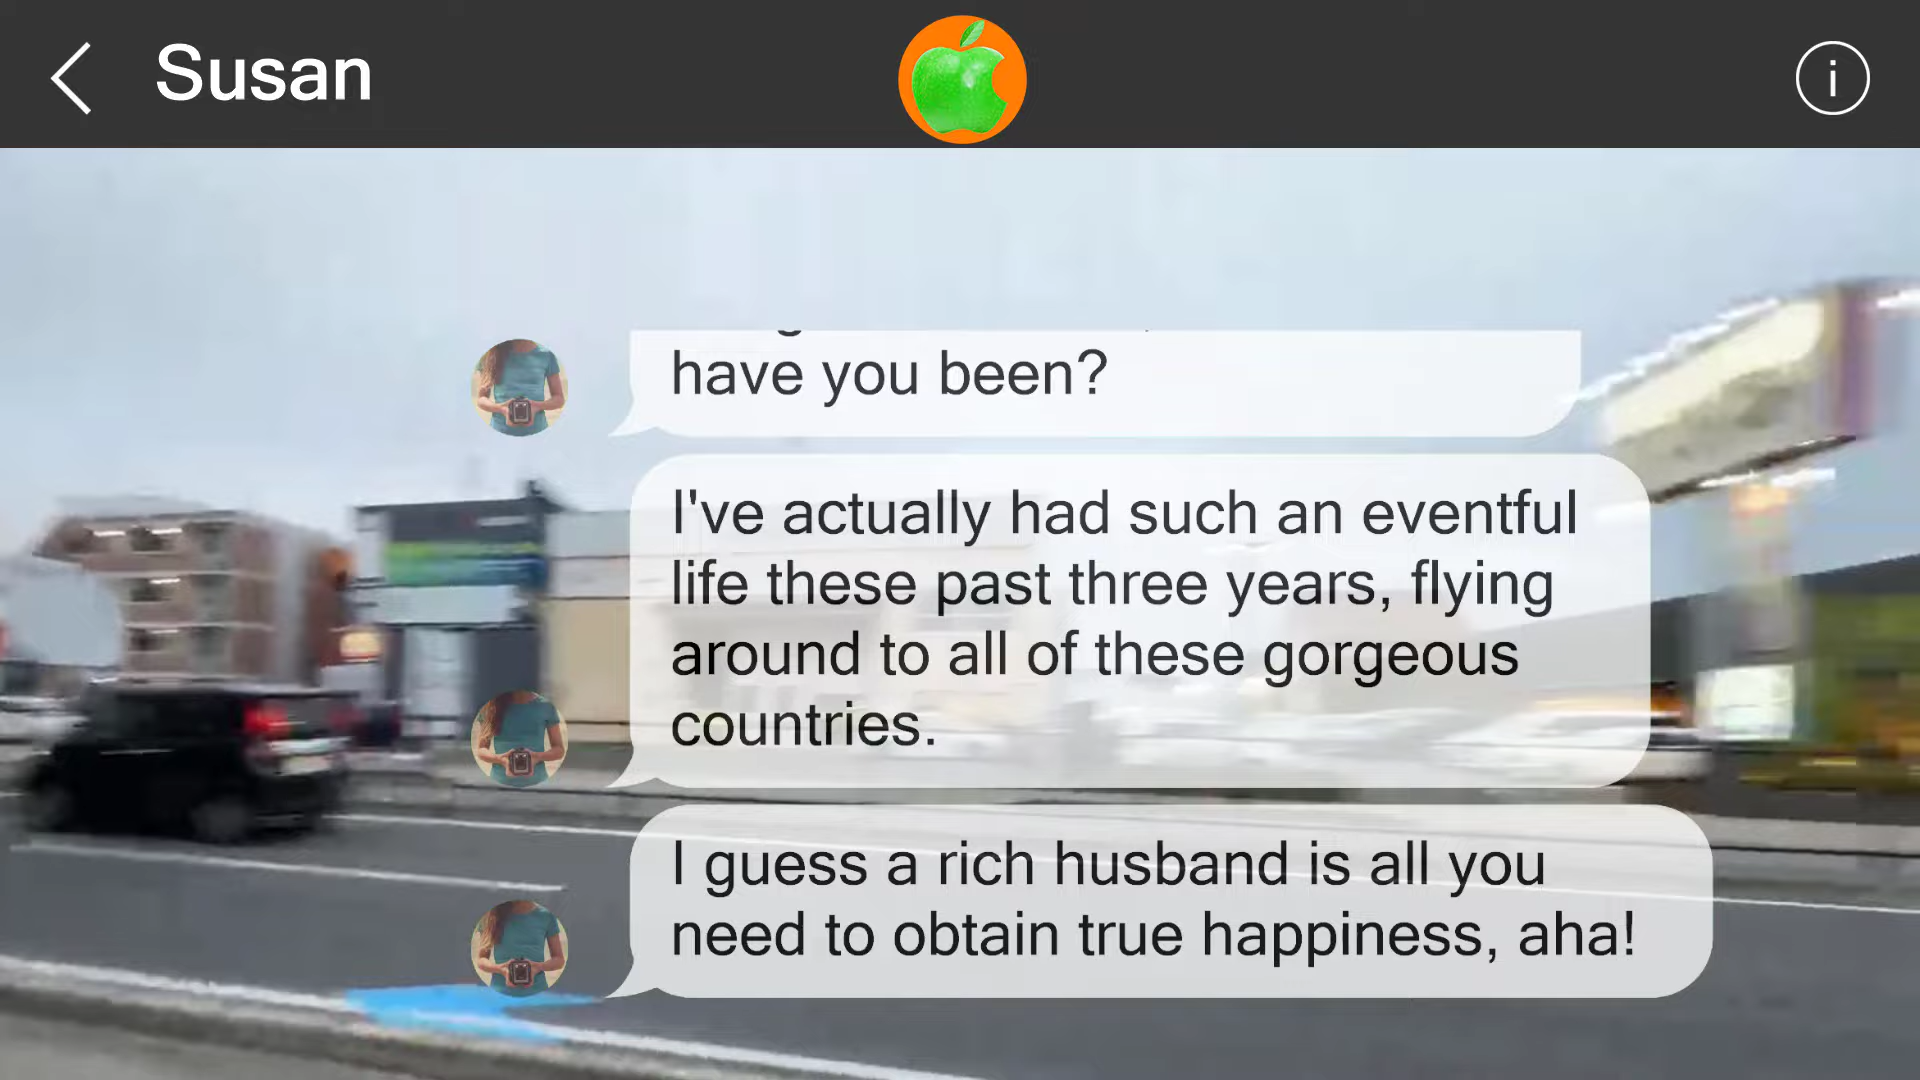 Susan
i
have you been?
I've actually had such an eventful
life these past three years, flying
around to all of these gorgeous
countries.
I guess a rich husband is all you
need to obtain true happiness, aha!